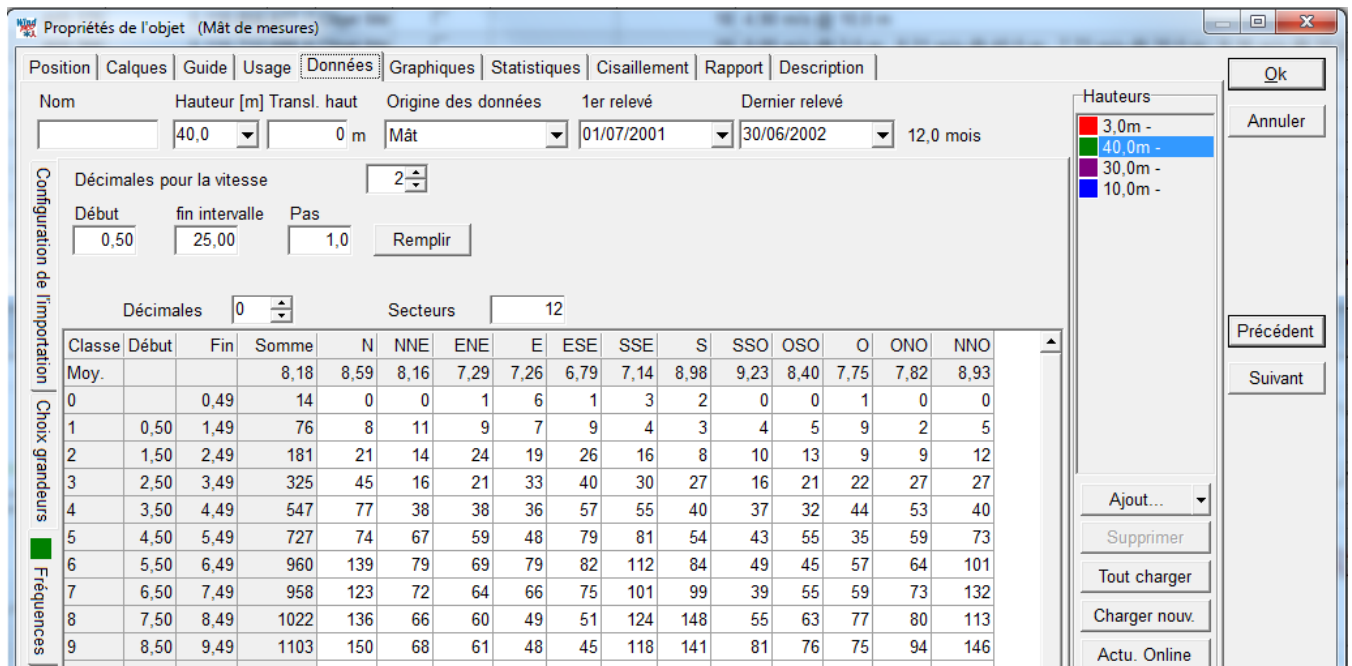 Propriétés de l'objet (Mât de mesures)
Position Calques Guide Usage Données Graphiques Statistiques Cisaillement Rapport Description
Ok
Annuler
Précédent
Suivant
Nom Hauteur [m] Transl. haut Origine des données 1er relevé Dernier relevé
40,0 0 m Mât 01/07/2001 30/06/2002 12,0 mois
Hauteurs
3,0m -
40,0m -
30,0m -
10,0m -
Configuration de l'importation
Choix grandeurs
Fréquences
Décimales pour la vitesse 2
Début fin intervalle Pas
0,50 25,00 1,0 Remplir
Décimales 0 Secteurs 12
Classe Début Fin Somme N NNE ENE E ESE SSE S SSO OSO O ONO NNO
Moy. 8,18 8,59 8,16 7,29 7,26 6,79 7,14 8,98 9,23 8,40 7,75 7,82 8,93
0 0,49 14 0 0 1 6 1 3 2 0 0 1 0 0
1 0,50 1,49 76 8 11 9 7 9 4 3 4 5 9 2 5
2 1,50 2,49 181 21 14 24 19 26 16 8 10 13 9 9 12
3 2,50 3,49 325 45 16 21 33 40 30 27 16 21 22 27 27
4 3,50 4,49 547 77 38 38 36 57 55 40 37 32 44 53 40
5 4,50 5,49 727 74 67 59 48 79 81 54 43 55 35 59 73
6 5,50 6,49 960 139 79 69 79 82 112 84 49 45 57 64 101
7 6,50 7,49 958 123 72 64 66 75 101 99 39 55 59 73 132
8 7,50 8,49 1022 136 66 60 49 51 124 148 55 63 77 80 113
9 8,50 9,49 1103 150 68 61 48 45 118 141 81 76 75 94 146
Ajout...
Supprimer
Tout charger
Charger nouv.
Actu. Online